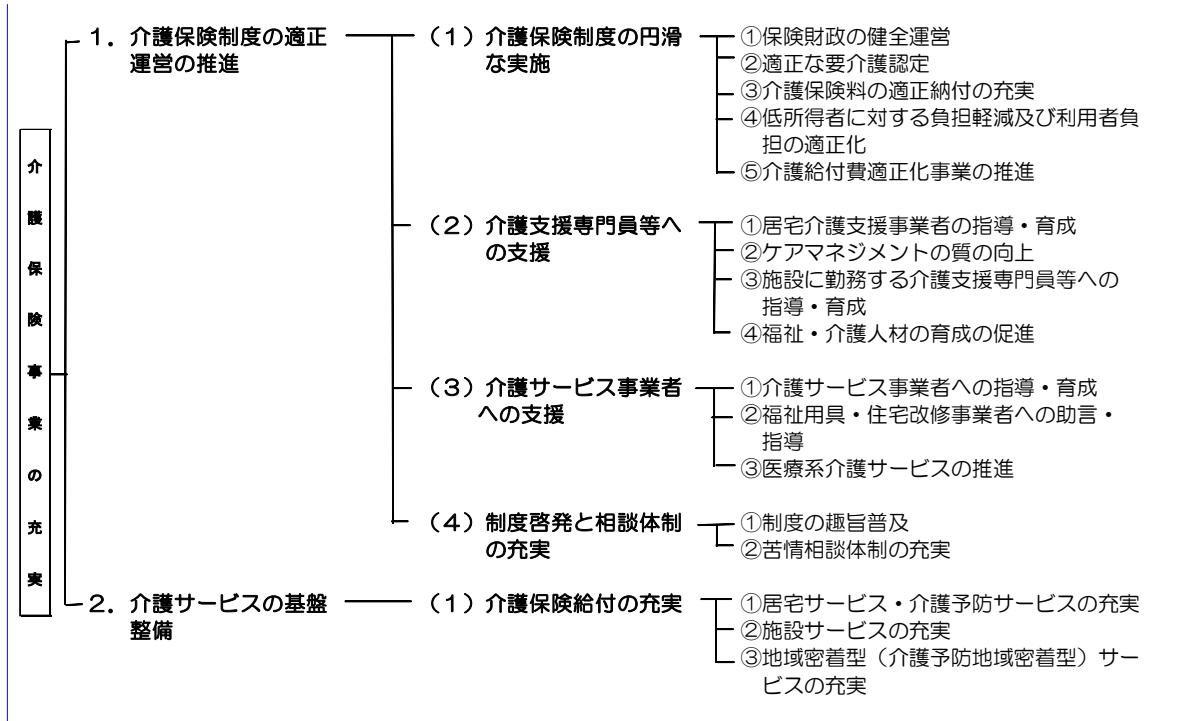 介護保険事業の充実
１．介護保険制度の適正
運営の推進
（１）介護保険制度の円滑
な実施
①保険財政の健全運営
②適正な要介護認定
③介護保険料の適正納付の充実
④低所得者に対する負担軽減及び利用者負
担の適正化
⑤介護給付費適正化事業の推進
（２）介護支援専門員等へ
の支援
①居宅介護支援事業者の指導・育成
②ケアマネジメントの質の向上
③施設に勤務する介護支援専門員等への
指導・育成
④福祉・介護人材の育成の促進
（３）介護サービス事業者
への支援
①介護サービス事業者への指導・育成
②福祉用具・住宅改修事業者への助言・
指導
③医療系介護サービスの推進
（４）制度啓発と相談体制
の充実
①制度の趣旨普及
②苦情相談体制の充実
２．介護サービスの基盤
整備
（１）介護保険給付の充実
①居宅サービス・介護予防サービスの充実
②施設サービスの充実
③地域密着型（介護予防地域密着型）サー
ビスの充実